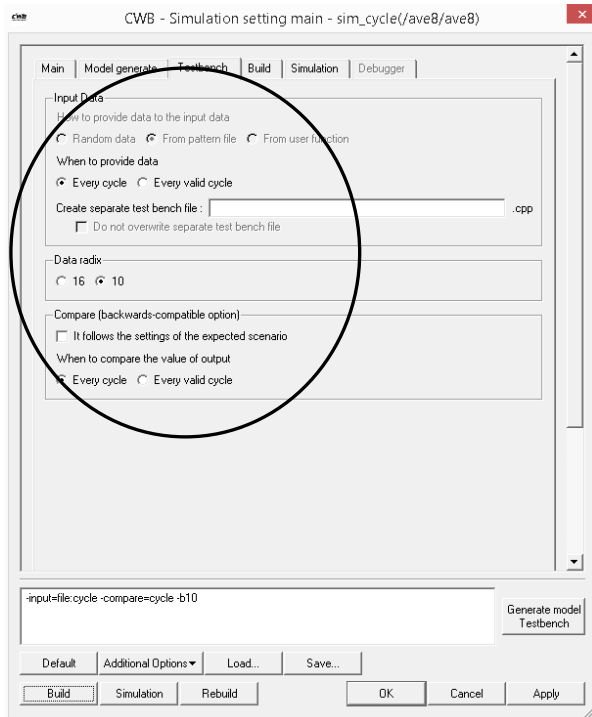 CWB
CWB - Simulation setting main - sim_cycle(/ave8/ave8)
Main Model generate Testbench Build Simulation Debugger
Input Data
How to provide data to the input data
Random data From pattern file From user function
When to provide data
Every cycle Every valid cycle
Create separate test bench file : .cpp
Do not overwrite separate test bench file
Data radix
16 10
Compare (backwards-compatible option)
It follows the settings of the expected scenario
When to compare the value of output
Every cycle Every valid cycle
-input=file:cycle -compare=cycle -b10
Generate model
Testbench
Default Additional Options Load... Save...
Build Simulation Rebuild OK Cancel Apply